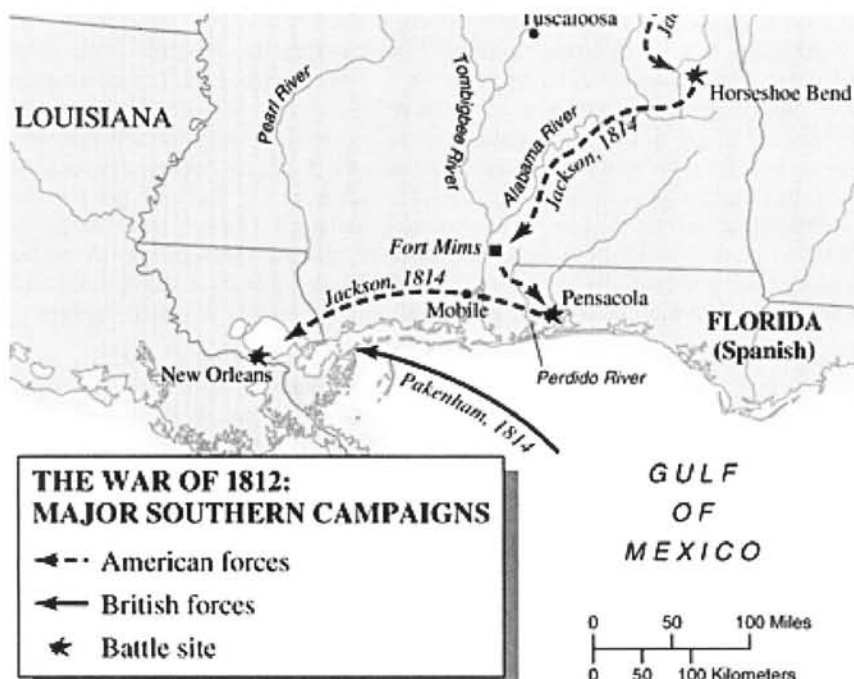 Tuscaloosa
Jac
Horseshoe Bend
LOUISIANA
Pearl River
Tombigbee River
Alabama River
Jackson, 1814
Fort Mims
Jackson, 1814
Mobile
Pensacola
FLORIDA
(Spanish)
New Orleans
Perdido River
Pakenham, 1814
THE WAR OF 1812:
MAJOR SOUTHERN CAMPAIGNS
American forces
British forces
Battle site
GULF
OF
MEXICO
0 50 100 Miles
0 50 100 Kilometers